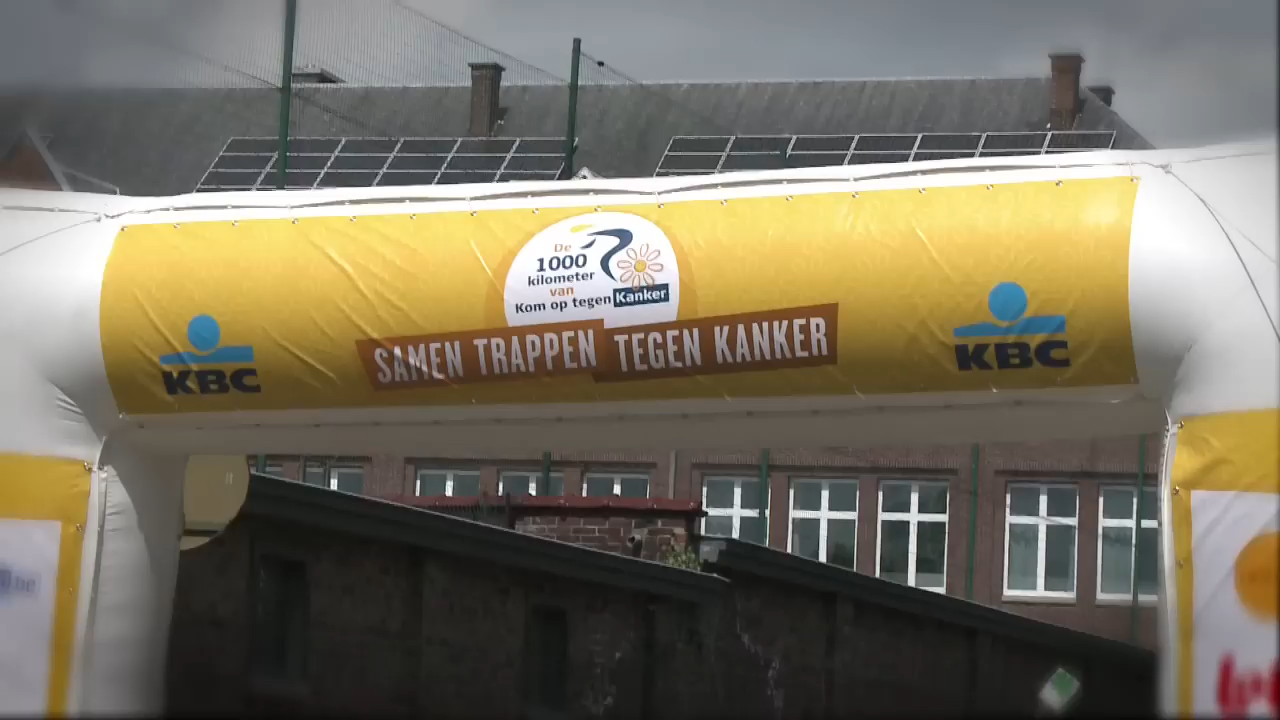 De
1000
kilometer
van
Kom op tegen Kanker
SAMEN TRAPPEN TEGEN KANKER
KBC
KBC